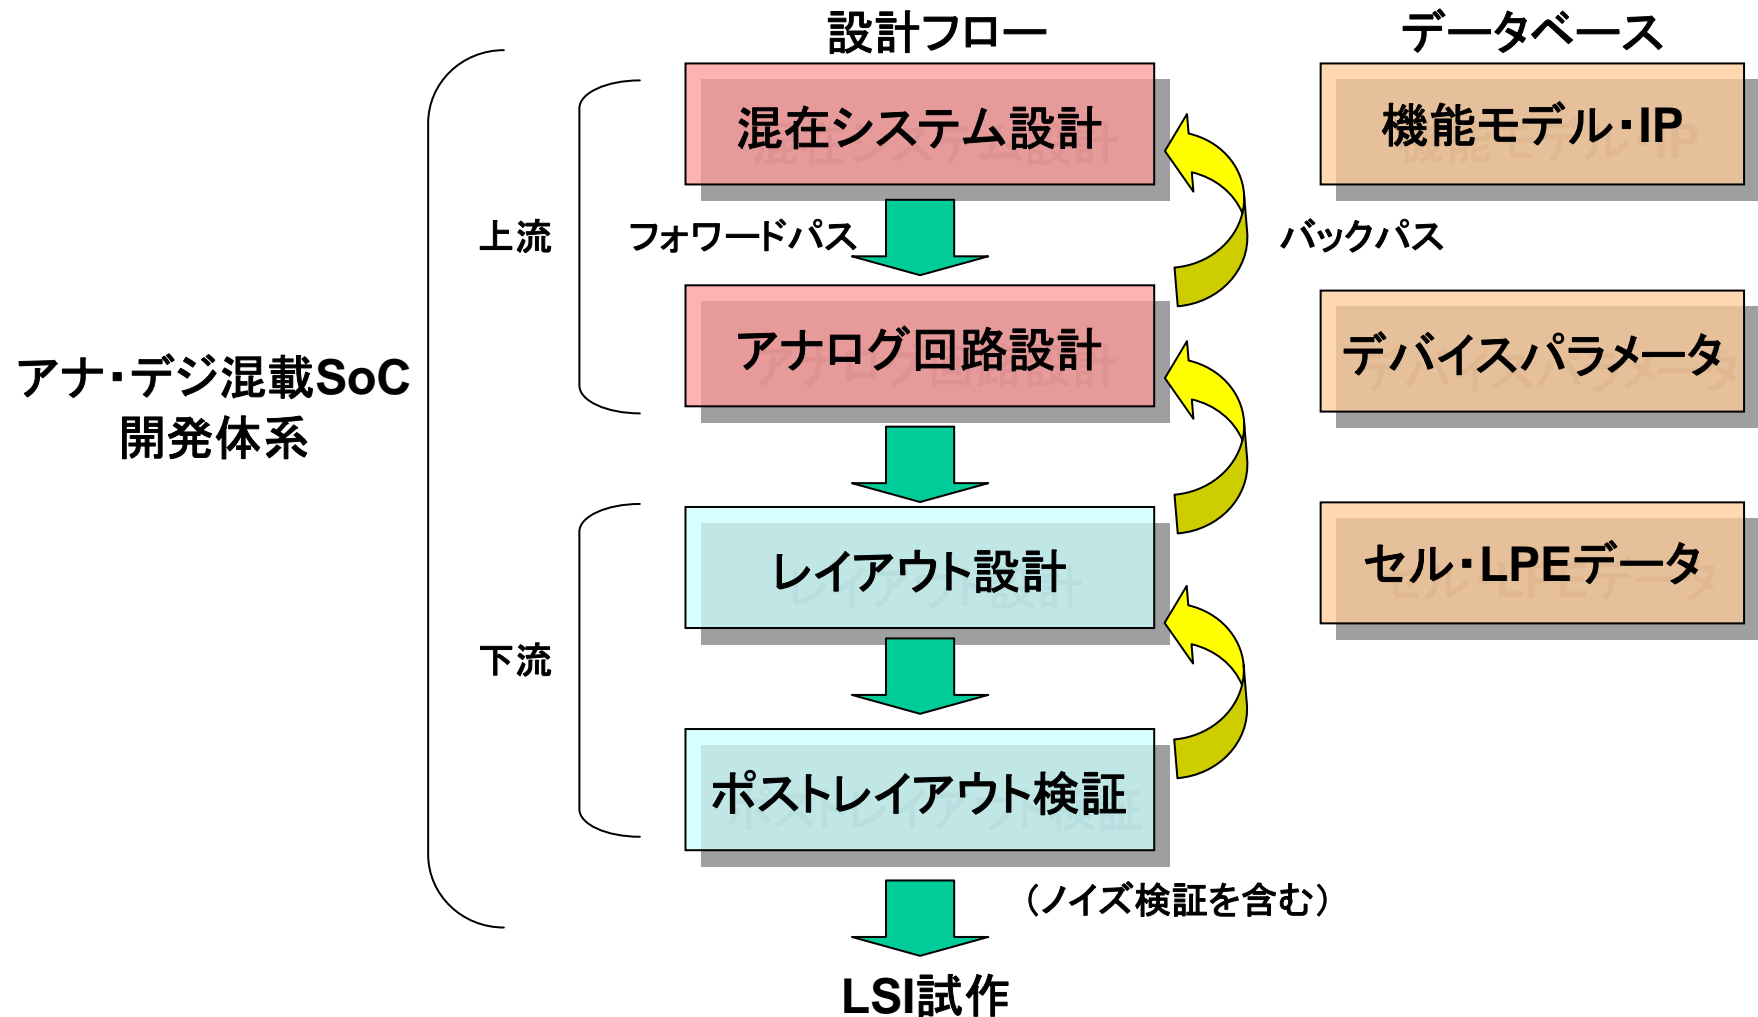 設計フロー
データベース
混在システム設計
機能モデル・IP
上流
フォワードパス
バックパス
アナログ回路設計
デバイスパラメータ
アナ・デジ混載SoC
開発体系
レイアウト設計
セル・LPEデータ
下流
ポストレイアウト検証
（ノイズ検証を含む）
LSI試作